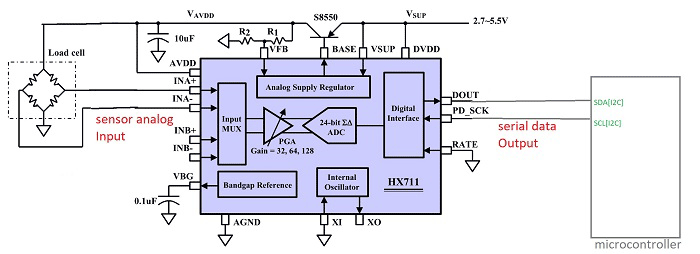 VAVDD
S8550
VSUP
2.7~5.5V
10uF
R2
R1
VFB
BASE
VSUP
DVDD
Load cell
AVDD
INA+
INA-
sensor analog
Input
INB+
INB-
Analog Supply Regulator
Input
MUX
PGA
Gain = 32, 64, 128
24-bit ΣΔ
ADC
Digital
Interface
DOUT
PD_SCK
serial data
Output
RATE
SDA[I2C]
SCL[I2C]
VBG
0.1uF
Bandgap Reference
Internal
Oscillator
HX711
AGND
XI
XO
microcontroller